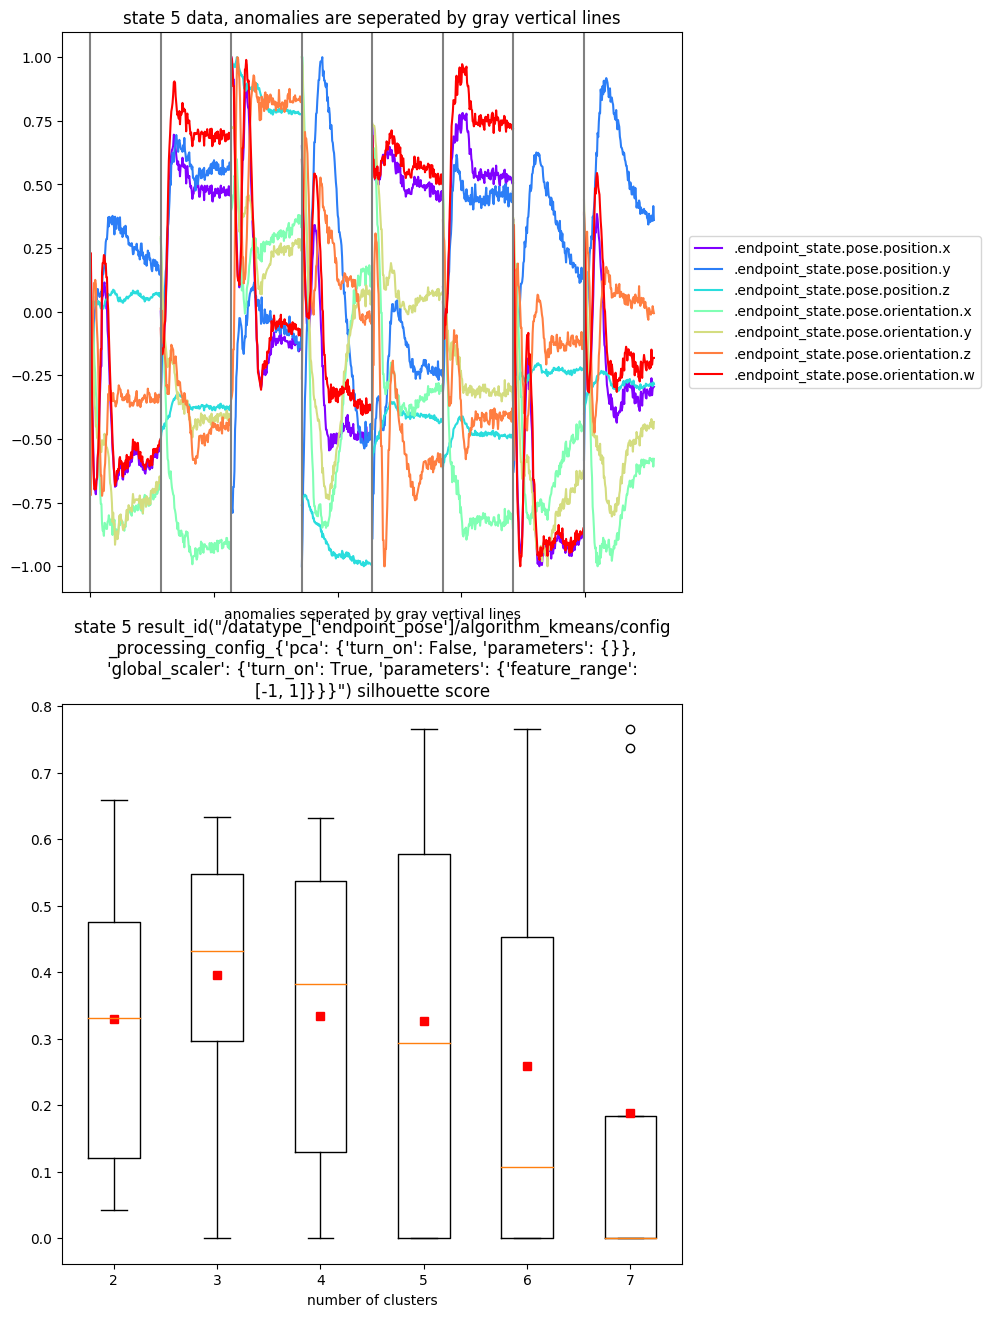 state 5 data, anomalies are seperated by gray vertical lines
1.00
0.75
0.50
0.25
0.00
−0.25
−0.50
−0.75
−1.00
.endpoint_state.pose.position.x
.endpoint_state.pose.position.y
.endpoint_state.pose.position.z
.endpoint_state.pose.orientation.x
.endpoint_state.pose.orientation.y
.endpoint_state.pose.orientation.z
.endpoint_state.pose.orientation.w
anomalies seperated by gray vertival lines
state 5 result_id("/datatype_['endpoint_pose']/algorithm_kmeans/config
_processing_config_{'pca': {'turn_on': False, 'parameters': {}},
'global_scaler': {'turn_on': True, 'parameters': {'feature_range':
[-1, 1]}}}") silhouette score
0.8
0.7
0.6
0.5
0.4
0.3
0.2
0.1
0.0
2 3 4 5 6 7
number of clusters